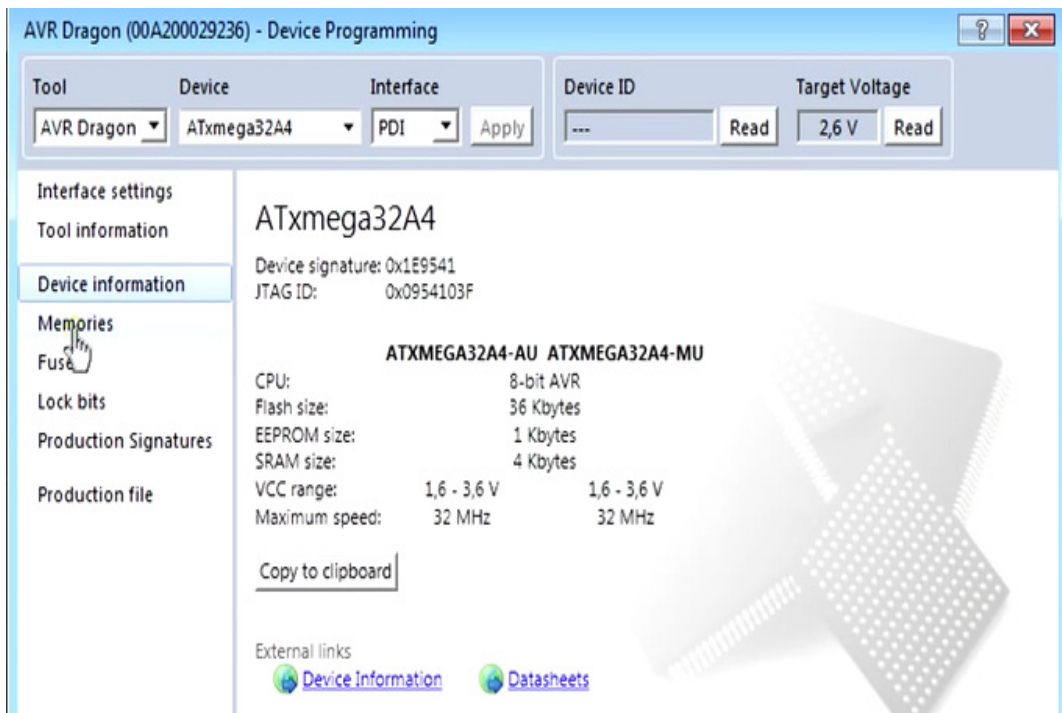 AVR Dragon (00A200029236) - Device Programming
Tool Device Interface Device ID Target Voltage
AVR Dragon ATxmega32A4 PDI Apply --- Read 2,6 V Read
Interface settings
Tool information
Device information
Memories
Lock bits
Production Signatures
Production file
ATxmega32A4
Device signature: 0x1E9541
JTAG ID: 0x0954103F
ATXMEGA32A4-AU ATXMEGA32A4-MU
CPU: 8-bit AVR
Flash size: 36 Kbytes
EEPROM size: 1 Kbytes
SRAM size: 4 Kbytes
VCC range: 1,6 - 3,6 V 1,6 - 3,6 V
Maximum speed: 32 MHz 32 MHz
Copy to clipboard
External links
Device Information Datasheets